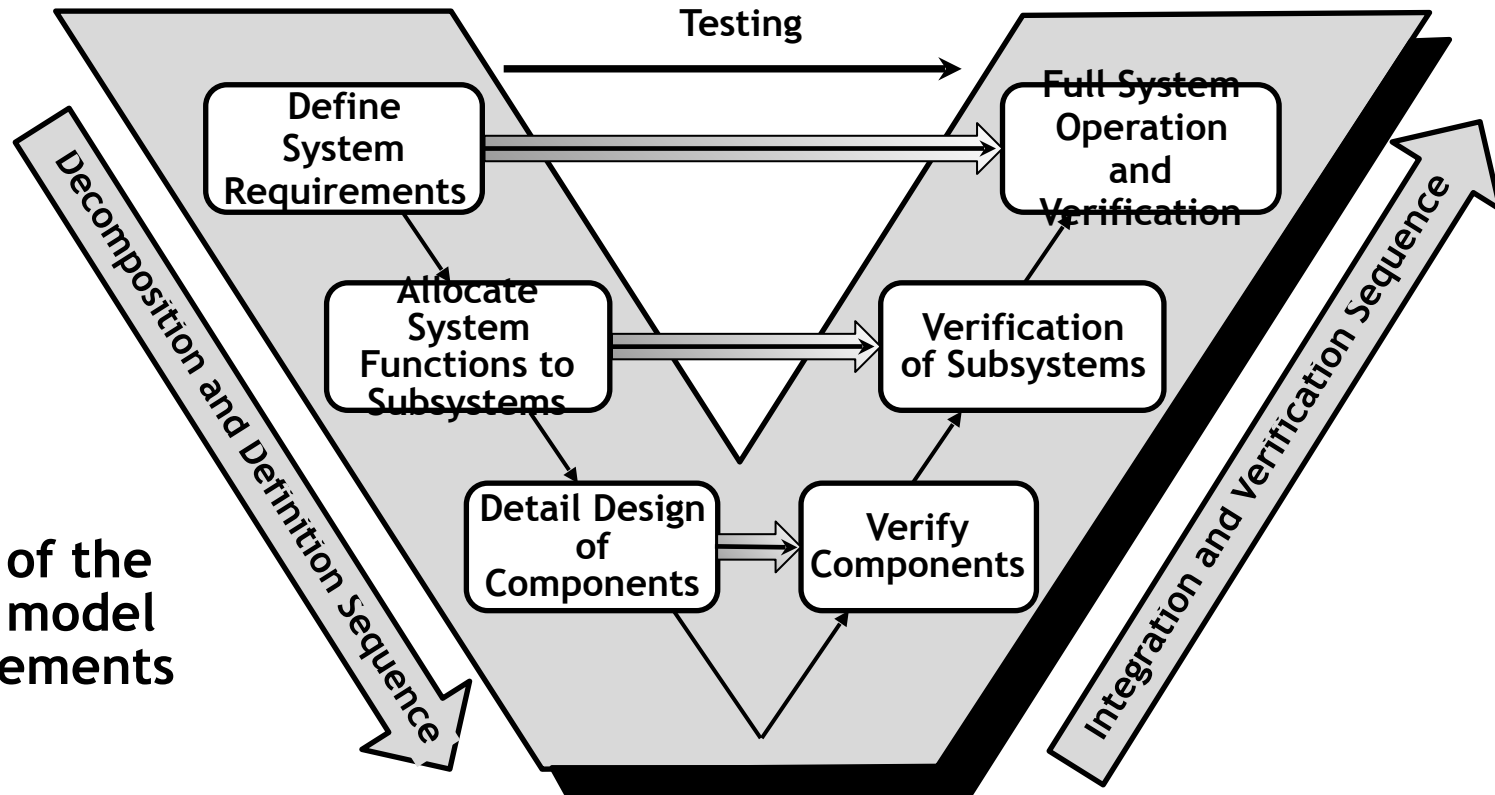 Testing
Define
System
Requirements
Full System
Operation
and
Verification
Allocate
System
Functions to
Subsystems
Verification
of Subsystems
Detail Design
of
Components
Verify
Components
Decomposition and Definition Sequence
Integration and Verification Sequence
of the
model
ements